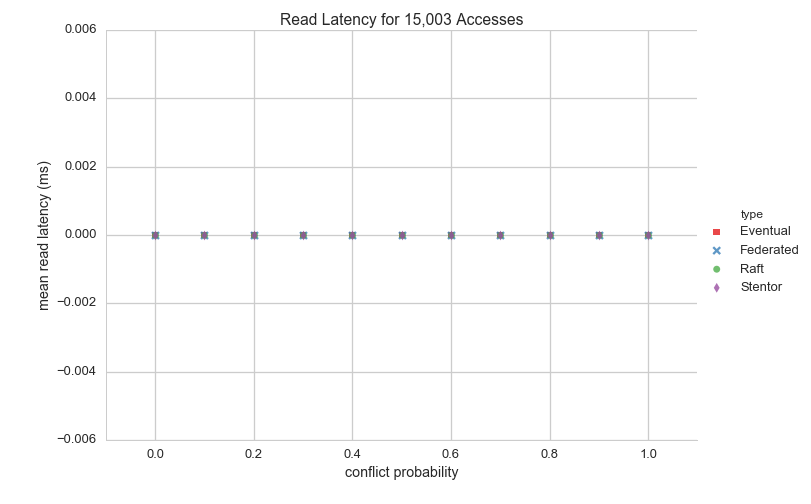 Read Latency for 15,003 Accesses
0.006
0.004
0.002
0.000
−0.002
−0.004
−0.006
mean read latency (ms)
0.0 0.2 0.4 0.6 0.8 1.0
conflict probability
type
Eventual
Federated
Raft
Stentor